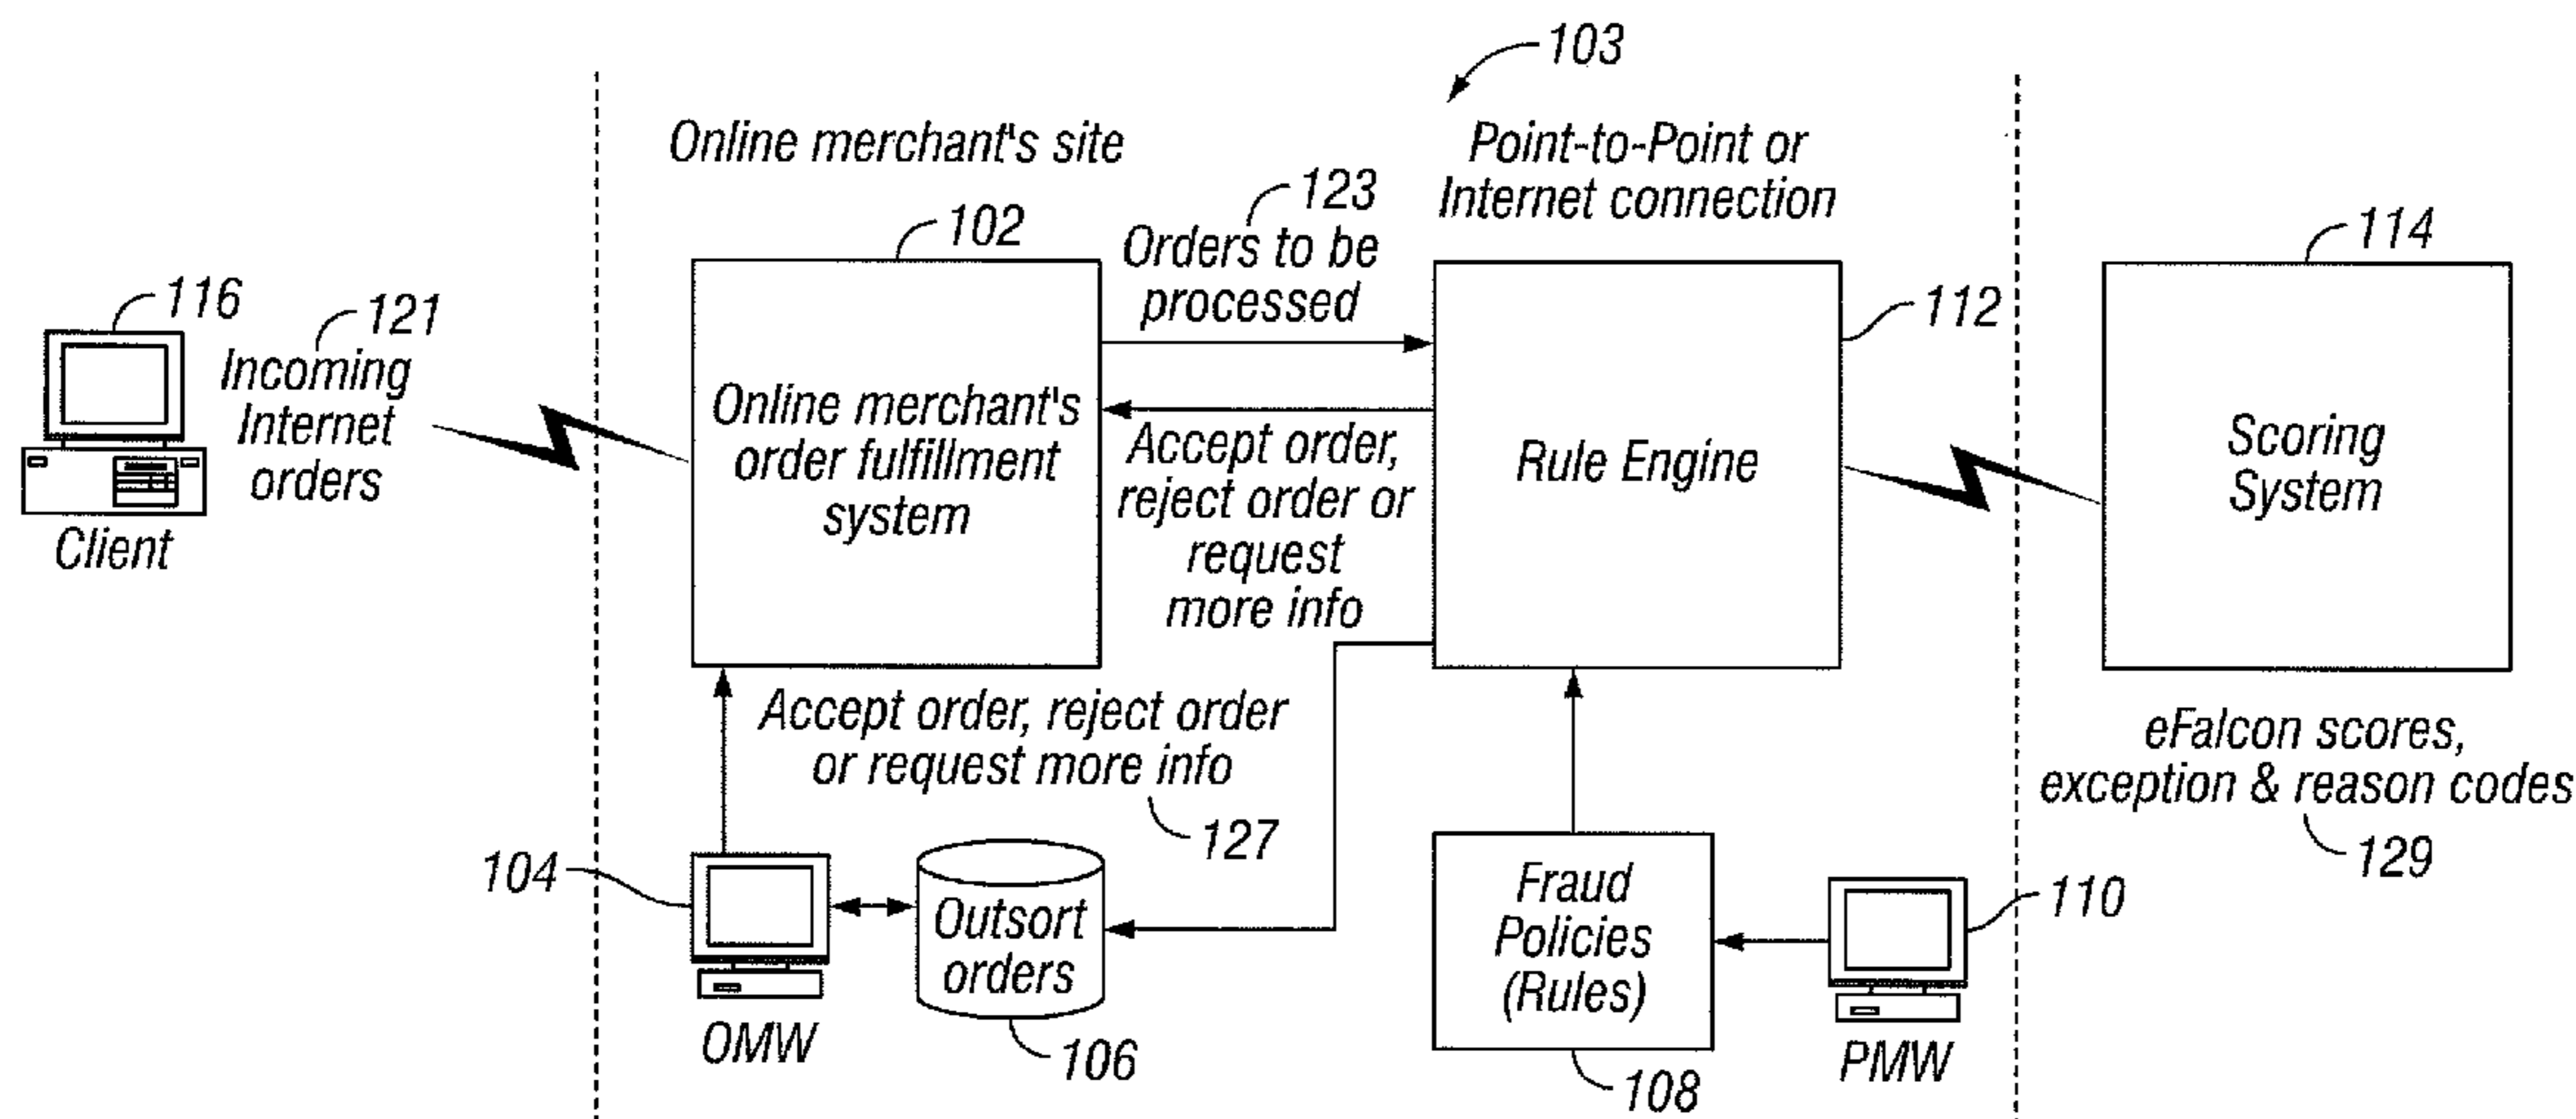 103
Online merchant's site
Point-to-Point or
Internet connection
123
Orders to be
processed
102
114
116
121
Incoming
Internet
orders
Client
112
Online merchant's
order fulfillment
system
Accept order,
reject order or
request
more info
Rule Engine
Scoring
System
Accept order, reject order
or request more info
127
eFalcon scores,
exception & reason codes
129
104
OMW
Outsort
orders
106
Fraud
Policies
(Rules)
108
110
PMW